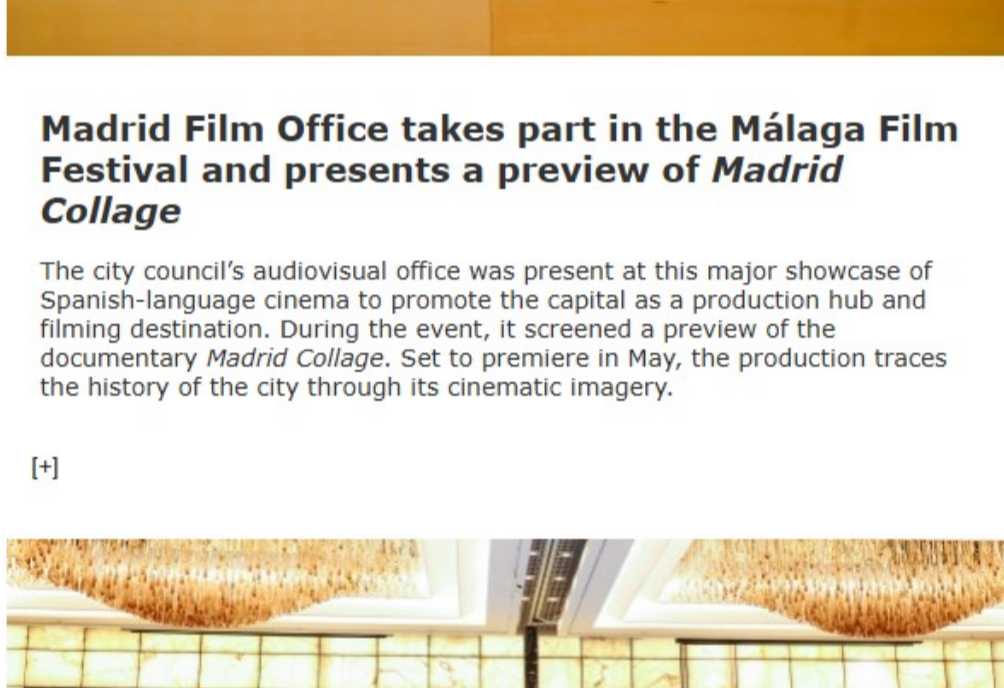 Madrid Film Office takes part in the Málaga Film
Festival and presents a preview of Madrid
Collage
The city council’s audiovisual office was present at this major showcase of
Spanish-language cinema to promote the capital as a production hub and
filming destination. During the event, it screened a preview of the
documentary Madrid Collage. Set to premiere in May, the production traces
the history of the city through its cinematic imagery.
[+]